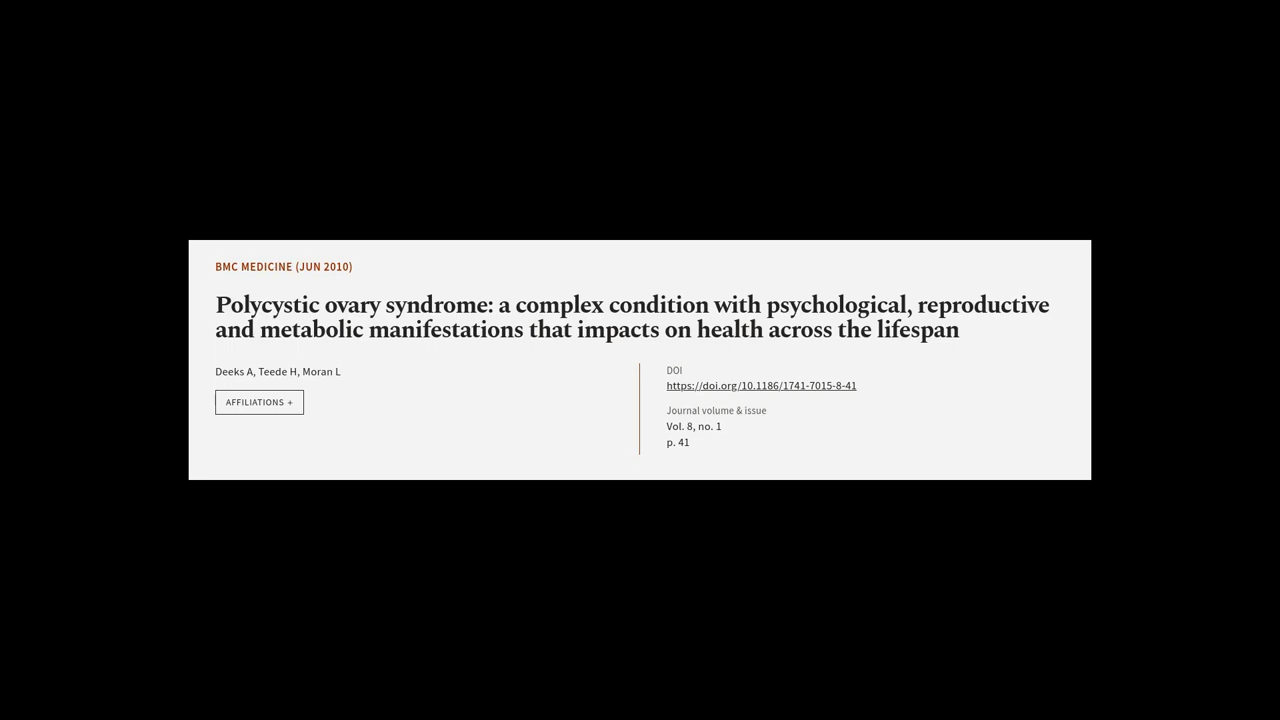 BMC MEDICINE (JUN 2010)
Polycystic ovary syndrome: a complex condition with psychological, reproductive
and metabolic manifestations that impacts on health across the lifespan
Deeks A, Teede H, Moran L
AFFILIATIONS +
DOI
https://doi.org/10.1186/1741-7015-8-41
Journal volume & issue
Vol. 8, no. 1
p. 41